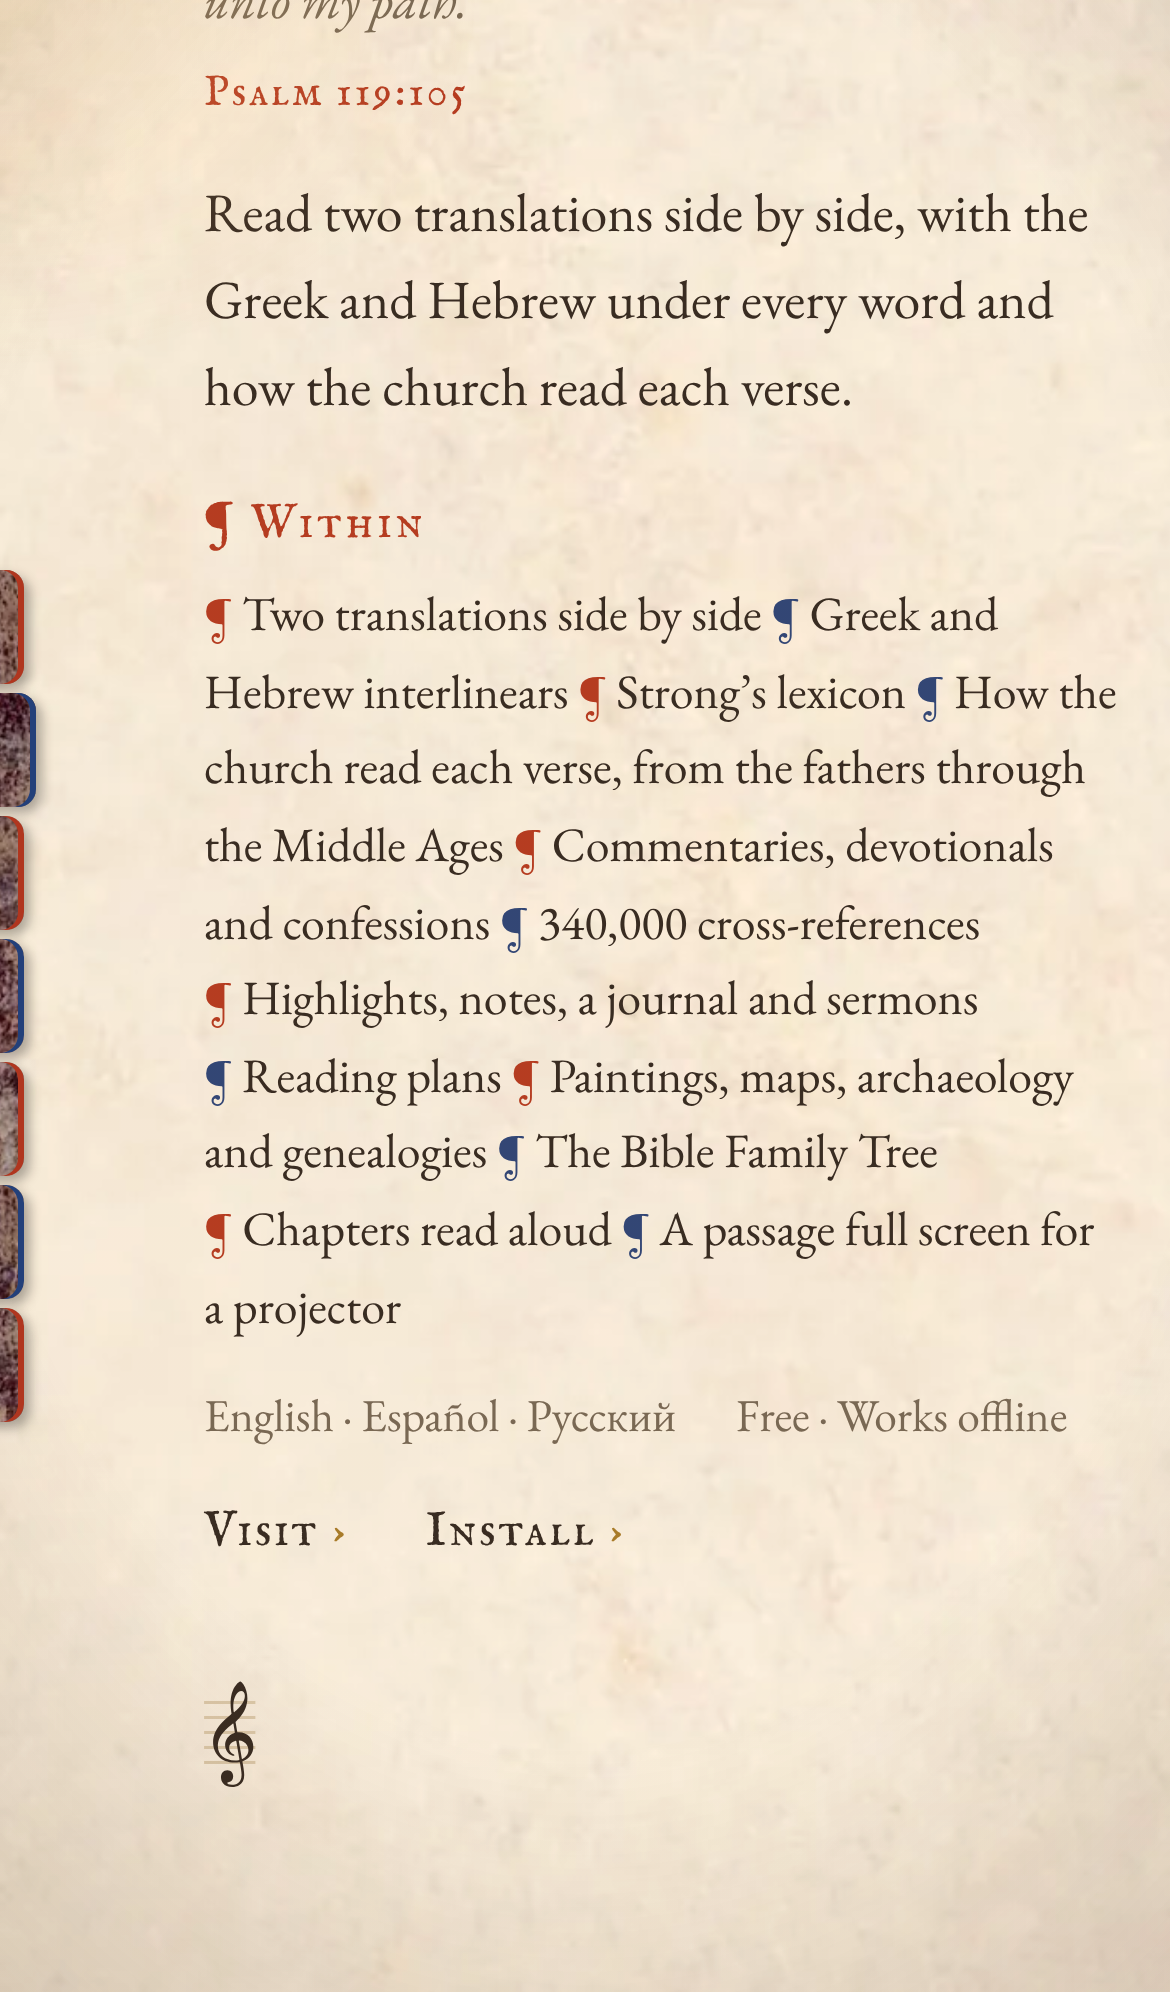 unto my path.
Psalm 119:105
Read two translations side by side, with the
Greek and Hebrew under every word and
how the church read each verse.
¶ Within
¶ Two translations side by side ¶ Greek and
Hebrew interlinears ¶ Strong’s lexicon ¶ How the
church read each verse, from the fathers through
the Middle Ages ¶ Commentaries, devotionals
and confessions ¶ 340,000 cross-references
¶ Highlights, notes, a journal and sermons
¶ Reading plans ¶ Paintings, maps, archaeology
and genealogies ¶ The Bible Family Tree
¶ Chapters read aloud ¶ A passage full screen for
a projector
English · Español · Русский Free · Works offline
Visit › Install ›